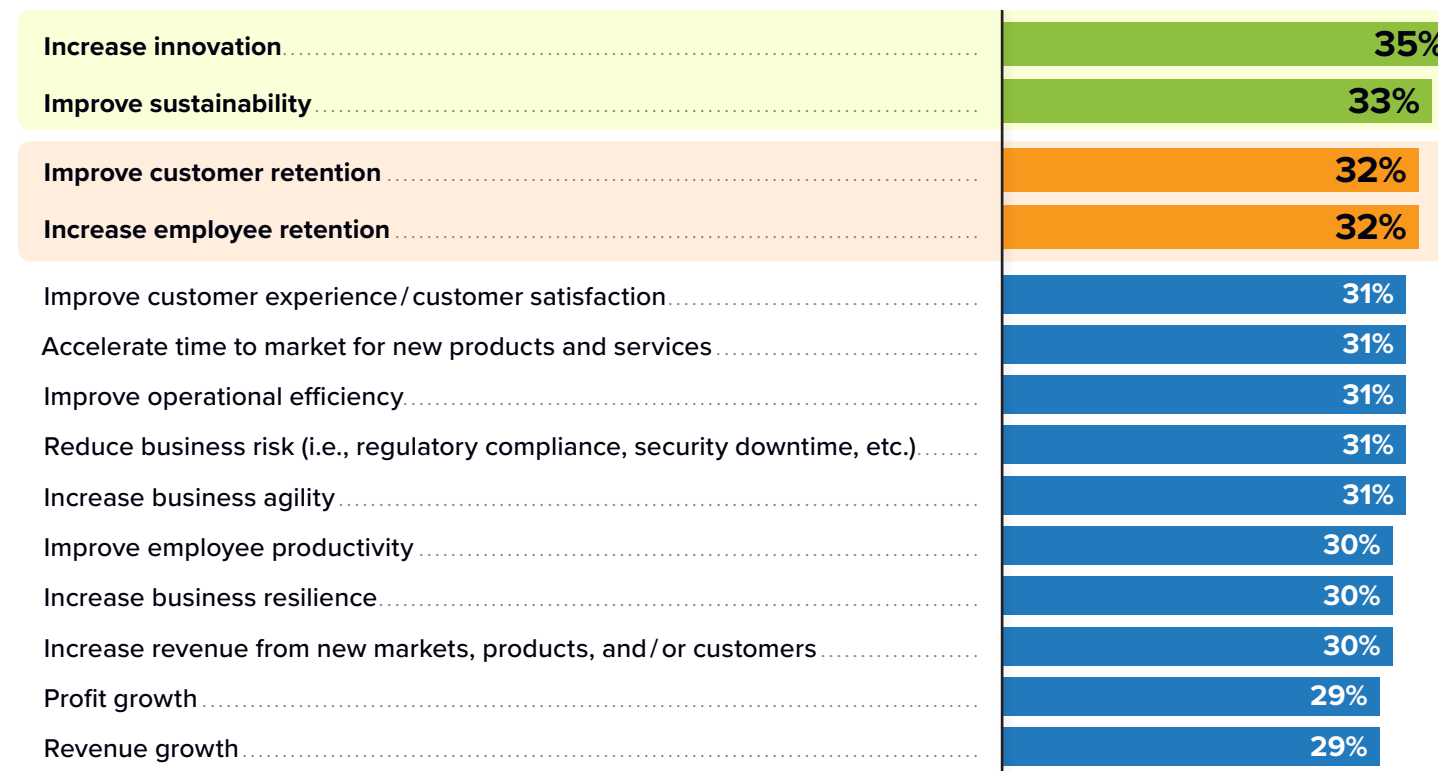 Increase innovation 35%
Improve sustainability 33%
Improve customer retention 32%
Increase employee retention 32%
Improve customer experience/customer satisfaction 31%
Accelerate time to market for new products and services 31%
Improve operational efficiency 31%
Reduce business risk (i.e., regulatory compliance, security downtime, etc.) 31%
Increase business agility 31%
Improve employee productivity 30%
Increase business resilience 30%
Increase revenue from new markets, products, and/or customers 30%
Profit growth 29%
Revenue growth 29%